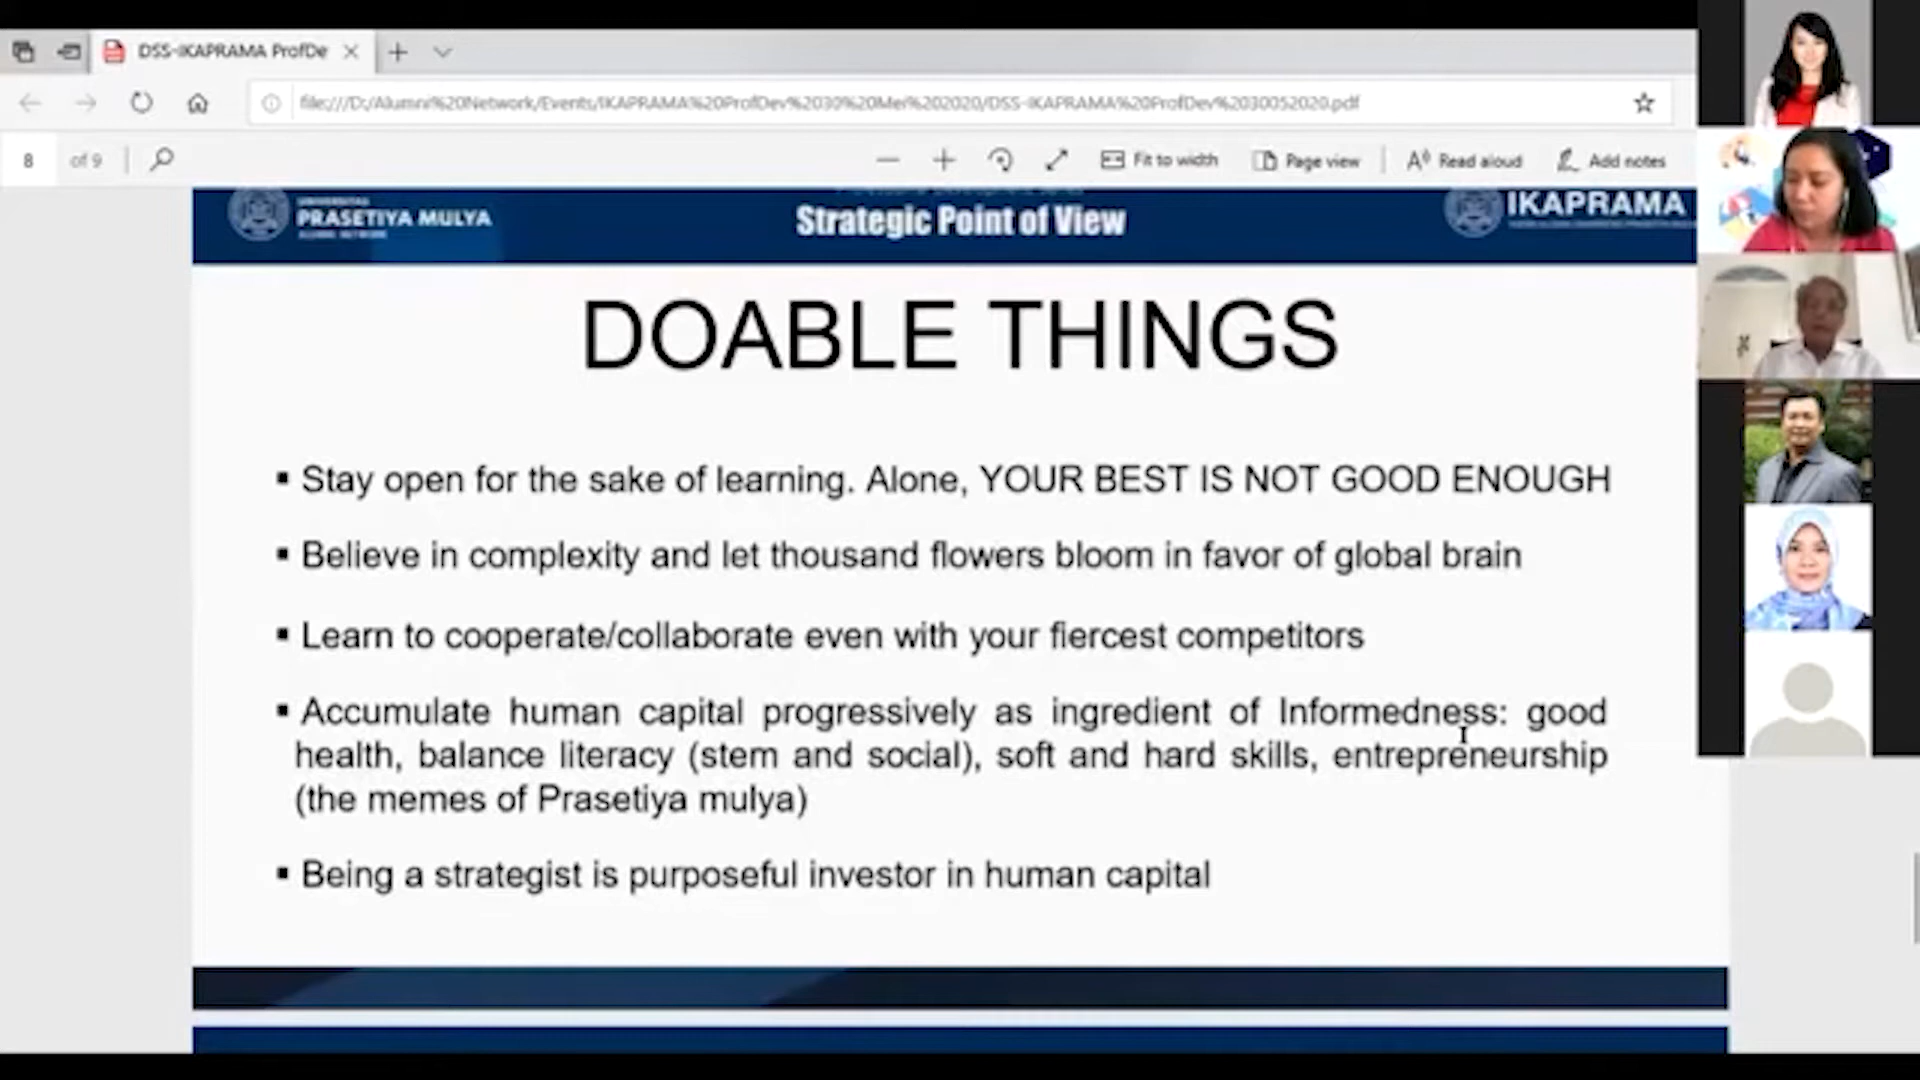 DSS-IKAPRAMA ProfDe
file:///D:/Alumni%20Network/Events/IKAPRAMA%20ProfDev%2030%20Mei%202020/DSS-IKAPRAMA%20ProfDev%2030052020.pdf
8 of 9
Fit to width
Page view
Read aloud
Add notes
UNIVERSITAS
PRASETIYA MULYA
ALUMNI NETWORK
Strategic Point of View
IKAPRAMA
DOABLE THINGS
▪ Stay open for the sake of learning. Alone, YOUR BEST IS NOT GOOD ENOUGH
▪ Believe in complexity and let thousand flowers bloom in favor of global brain
▪ Learn to cooperate/collaborate even with your fiercest competitors
▪ Accumulate human capital progressively as ingredient of Informedness: good
health, balance literacy (stem and social), soft and hard skills, entrepreneurship
(the memes of Prasetiya mulya)
▪ Being a strategist is purposeful investor in human capital